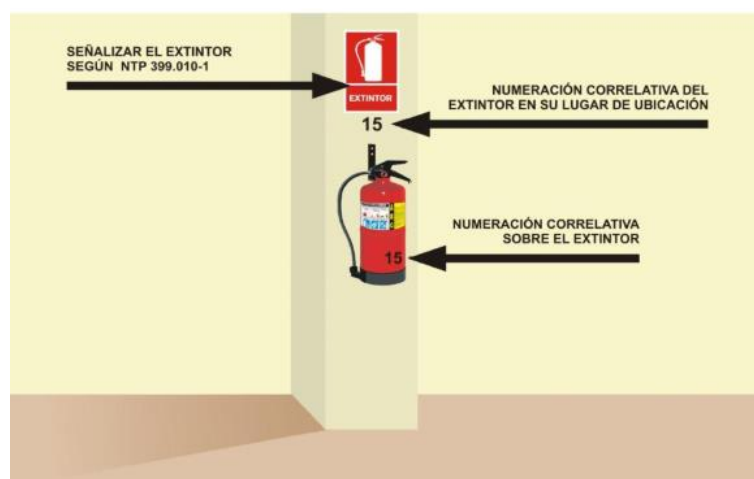 SEÑALIZAR EL EXTINTOR
SEGÚN NTP 399.010-1
EXTINTOR
NUMERACIÓN CORRELATIVA DEL
EXTINTOR EN SU LUGAR DE UBICACIÓN
15
NUMERACIÓN CORRELATIVA
SOBRE EL EXTINTOR
15